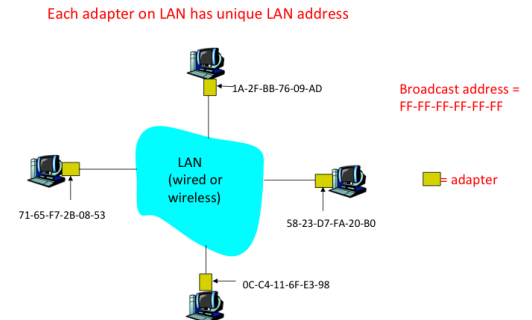 Each adapter on LAN has unique LAN address
1A-2F-BB-76-09-AD
Broadcast address =
FF-FF-FF-FF-FF-FF
LAN
(wired or
wireless)
= adapter
71-65-F7-2B-08-53
58-23-D7-FA-20-B0
0C-C4-11-6F-E3-98